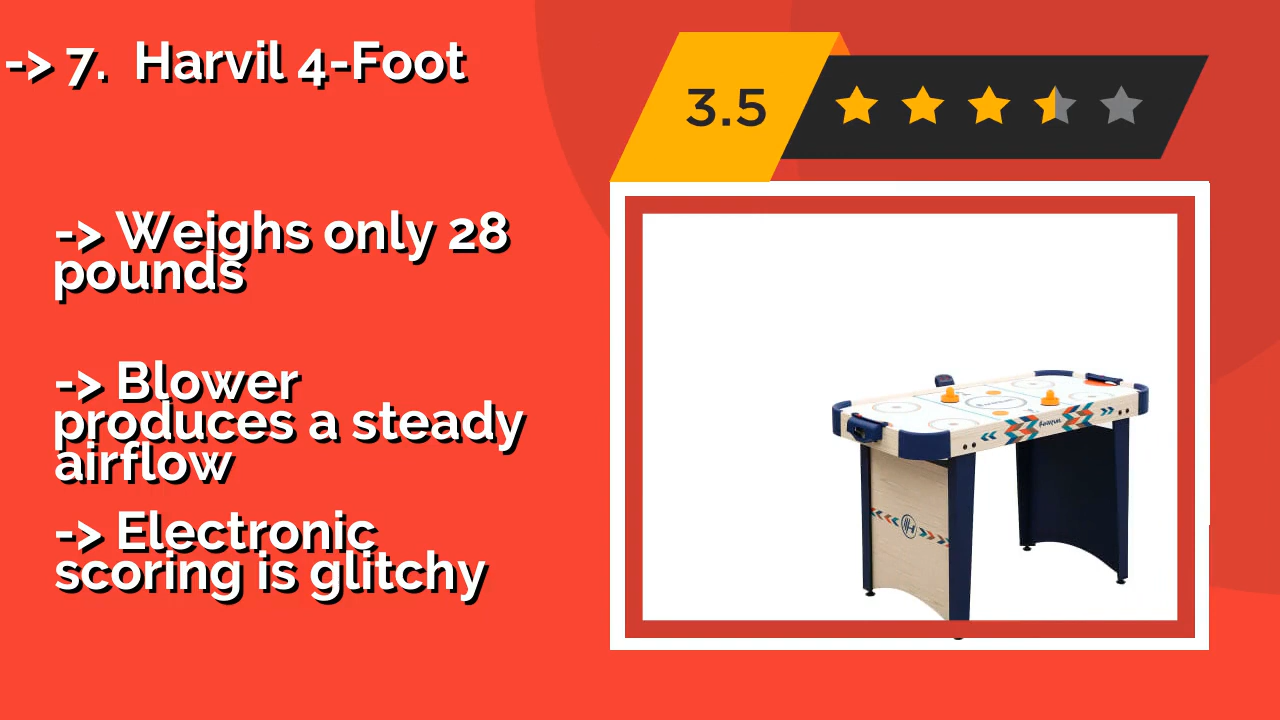 -> 7.  Harvil 4-Foot
3.5
-> Weighs only 28
pounds
-> Blower
produces a steady
airflow
-> Electronic
scoring is glitchy